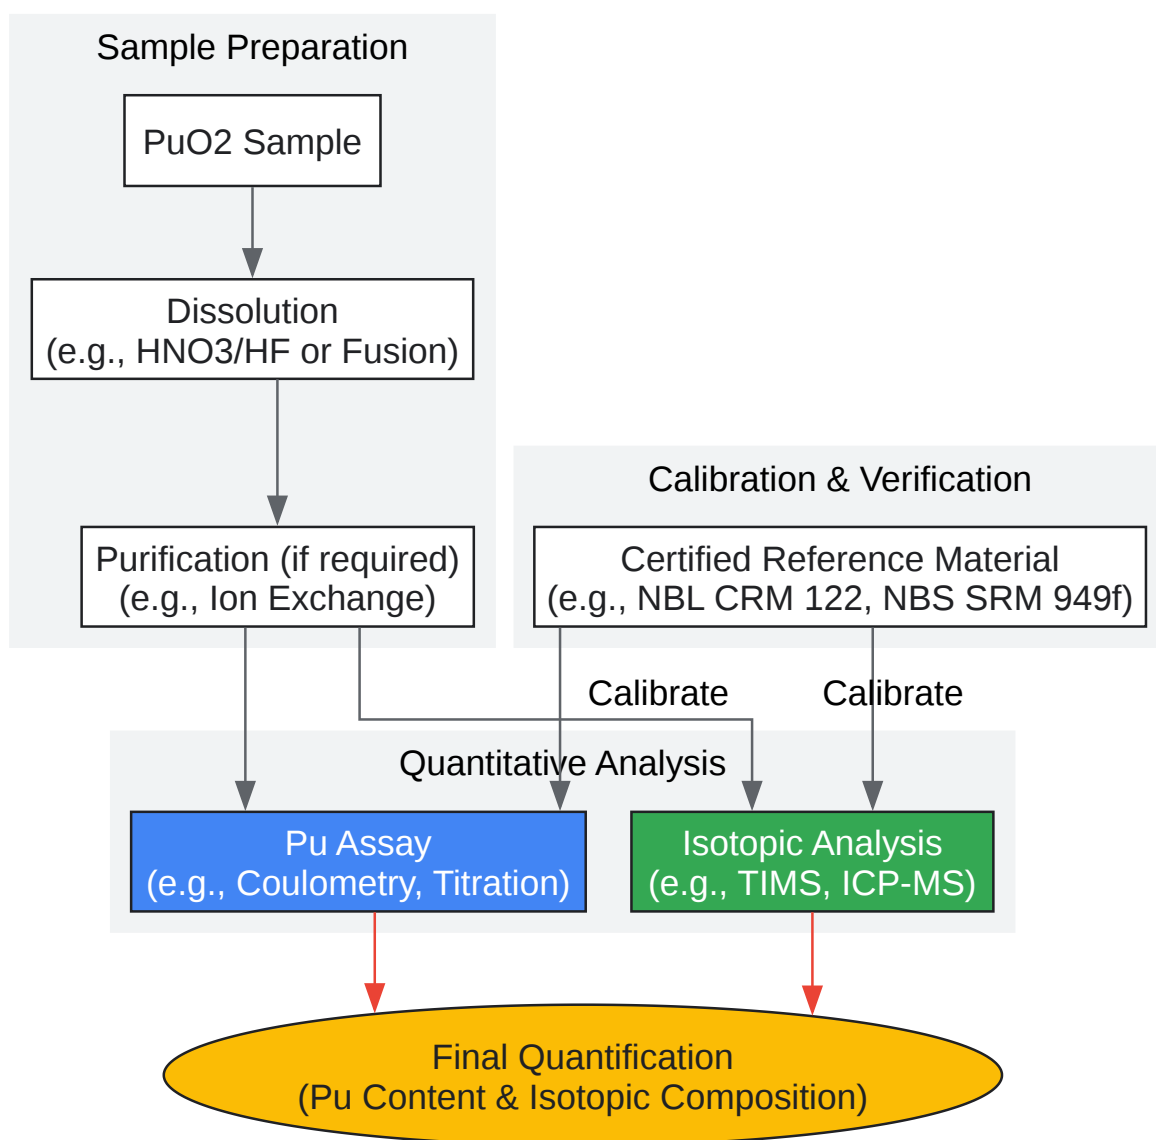 Sample Preparation
PuO2 Sample
Dissolution
(e.g., HNO3/HF or Fusion)
Purification (if required)
(e.g., Ion Exchange)
Calibration & Verification
Certified Reference Material
(e.g., NBL CRM 122, NBS SRM 949f)
Calibrate
Calibrate
Quantitative Analysis
Pu Assay
(e.g., Coulometry, Titration)
Isotopic Analysis
(e.g., TIMS, ICP-MS)
Final Quantification
(Pu Content & Isotopic Composition)